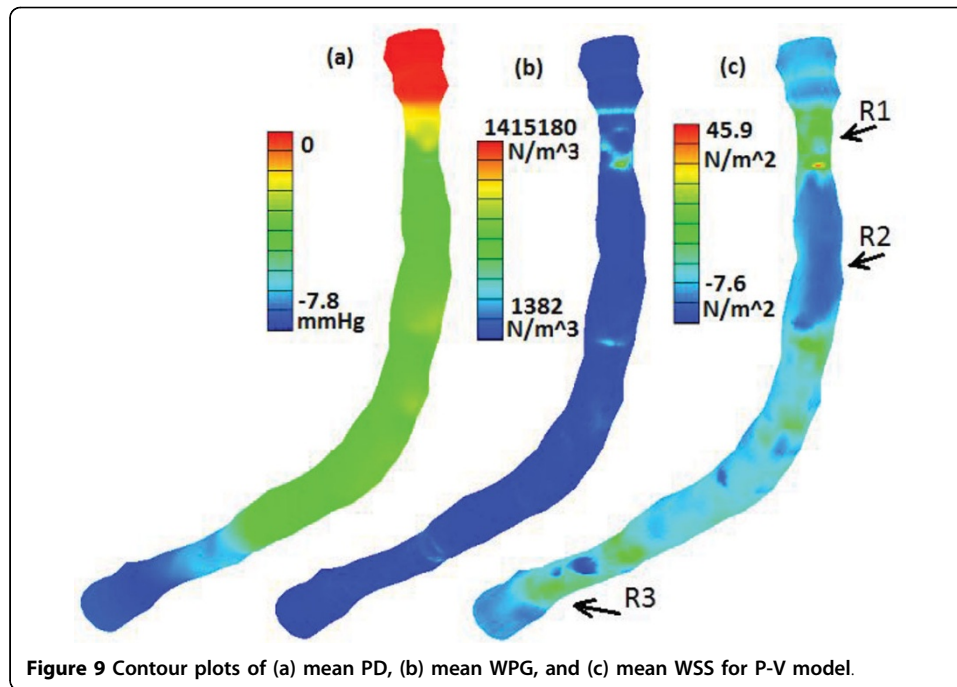 (a)
(b)
(c)
0
-7.8
mmHg
1415180
N/m^3
1382
N/m^3
45.9
N/m^2
-7.6
N/m^2
R1
R2
R3
Figure 9 Contour plots of (a) mean PD, (b) mean WPG, and (c) mean WSS for P-V model.